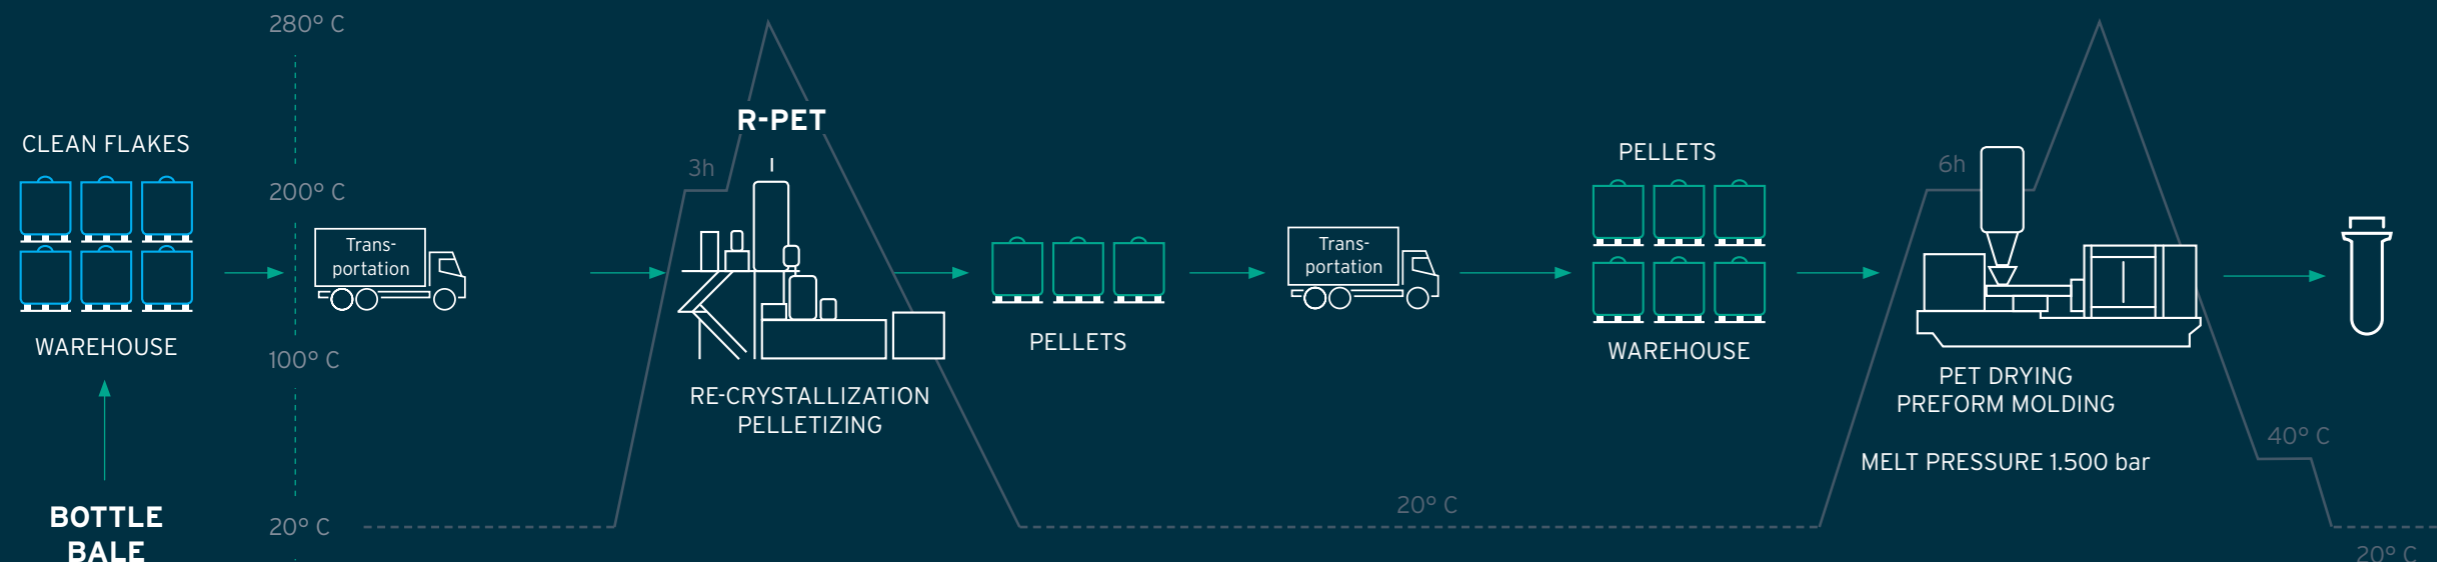 280° C
200° C
100° C
20° C
CLEAN FLAKES
WAREHOUSE
BOTTLE
BALE
Trans-
portation
3h
R-PET
RE-CRYSTALLIZATION
PELLETIZING
PELLETS
Trans-
portation
20° C
PELLETS
WAREHOUSE
6h
PET DRYING
PREFORM MOLDING
MELT PRESSURE 1.500 bar
40° C
20° C